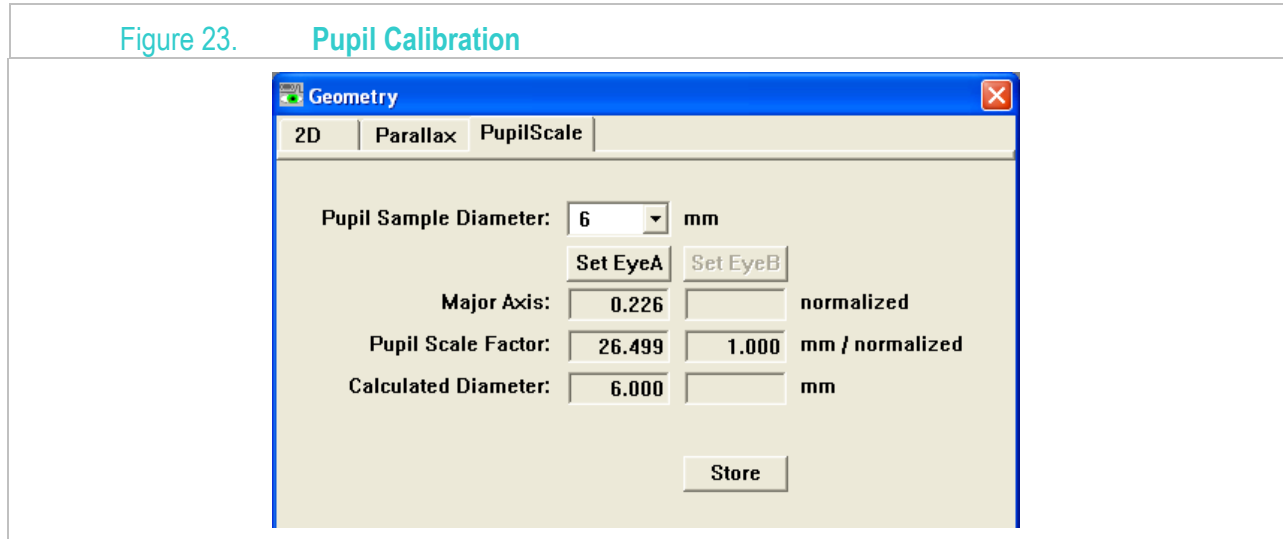 Figure 23. Pupil Calibration
Geometry
2D Parallax PupilScale
Pupil Sample Diameter: 6 mm
Set EyeA Set EyeB
Major Axis: 0.226 normalized
Pupil Scale Factor: 26.499 1.000 mm / normalized
Calculated Diameter: 6.000 mm
Store